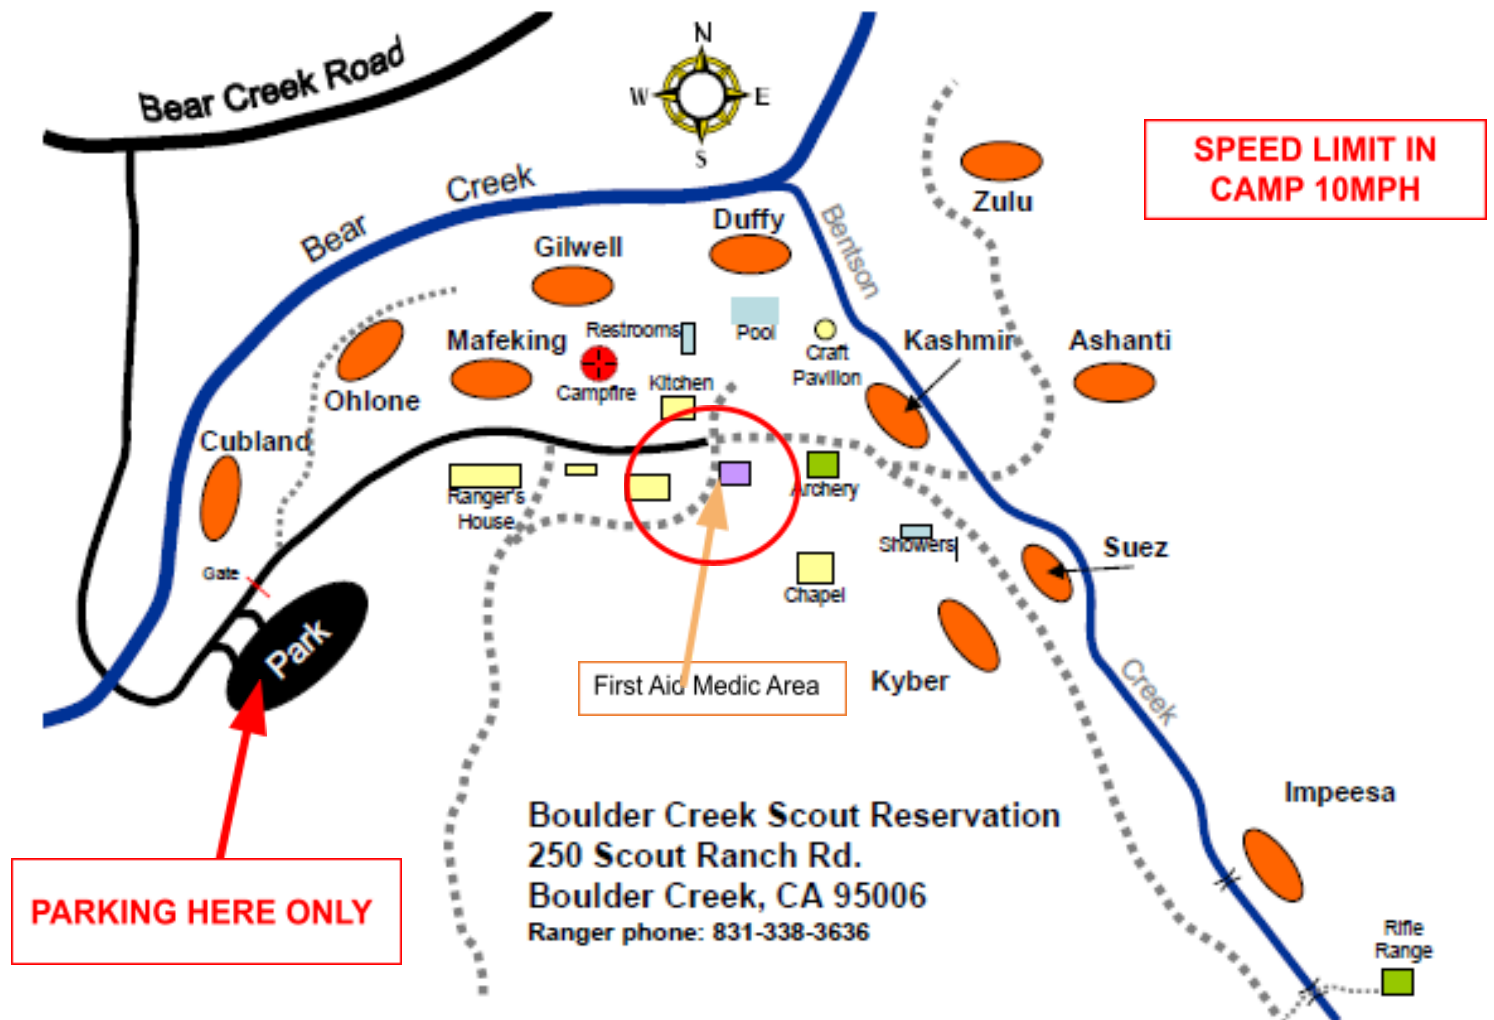 Bear Creek Road
N
W
E
S
SPEED LIMIT IN
CAMP 10MPH
Bear
Creek
Bentson
Zulu
Duffy
Gilwell
Restrooms
Pool
Mafeking
Craft
Pavilion
Kashmir
Ashanti
Campfire
Kitchen
Ohlone
Cubland
Ranger's
House
Archery
Showers
Suez
Gate
Chapel
Park
First Aid Medic Area
Kyber
Creek
Impeesa
Boulder Creek Scout Reservation
250 Scout Ranch Rd.
Boulder Creek, CA 95006
Ranger phone: 831-338-3636
PARKING HERE ONLY
Rifle
Range